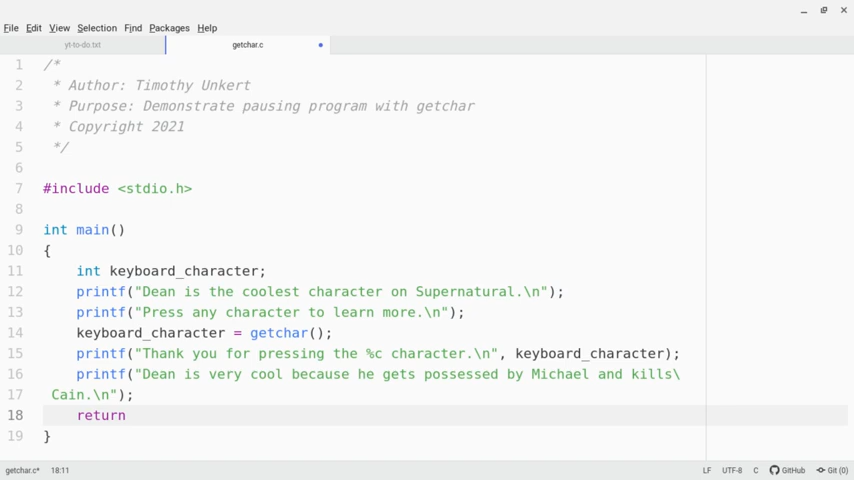 File Edit View Selection Find Packages Help
yt-to-do.txt getchar.c
1 /*
2  * Author: Timothy Unkert
3  * Purpose: Demonstrate pausing program with getchar
4  * Copyright 2021
5  */
6
7 #include <stdio.h>
8
9 int main()
10 {
11     int keyboard_character;
12     printf("Dean is the coolest character on Supernatural.\n");
13     printf("Press any character to learn more.\n");
14     keyboard_character = getchar();
15     printf("Thank you for pressing the %c character.\n", keyboard_character);
16     printf("Dean is very cool because he gets possessed by Michael and kills\
17  Cain.\n");
18     return
19 }
getchar.c* 18:11 LF UTF-8 C GitHub Git (0)